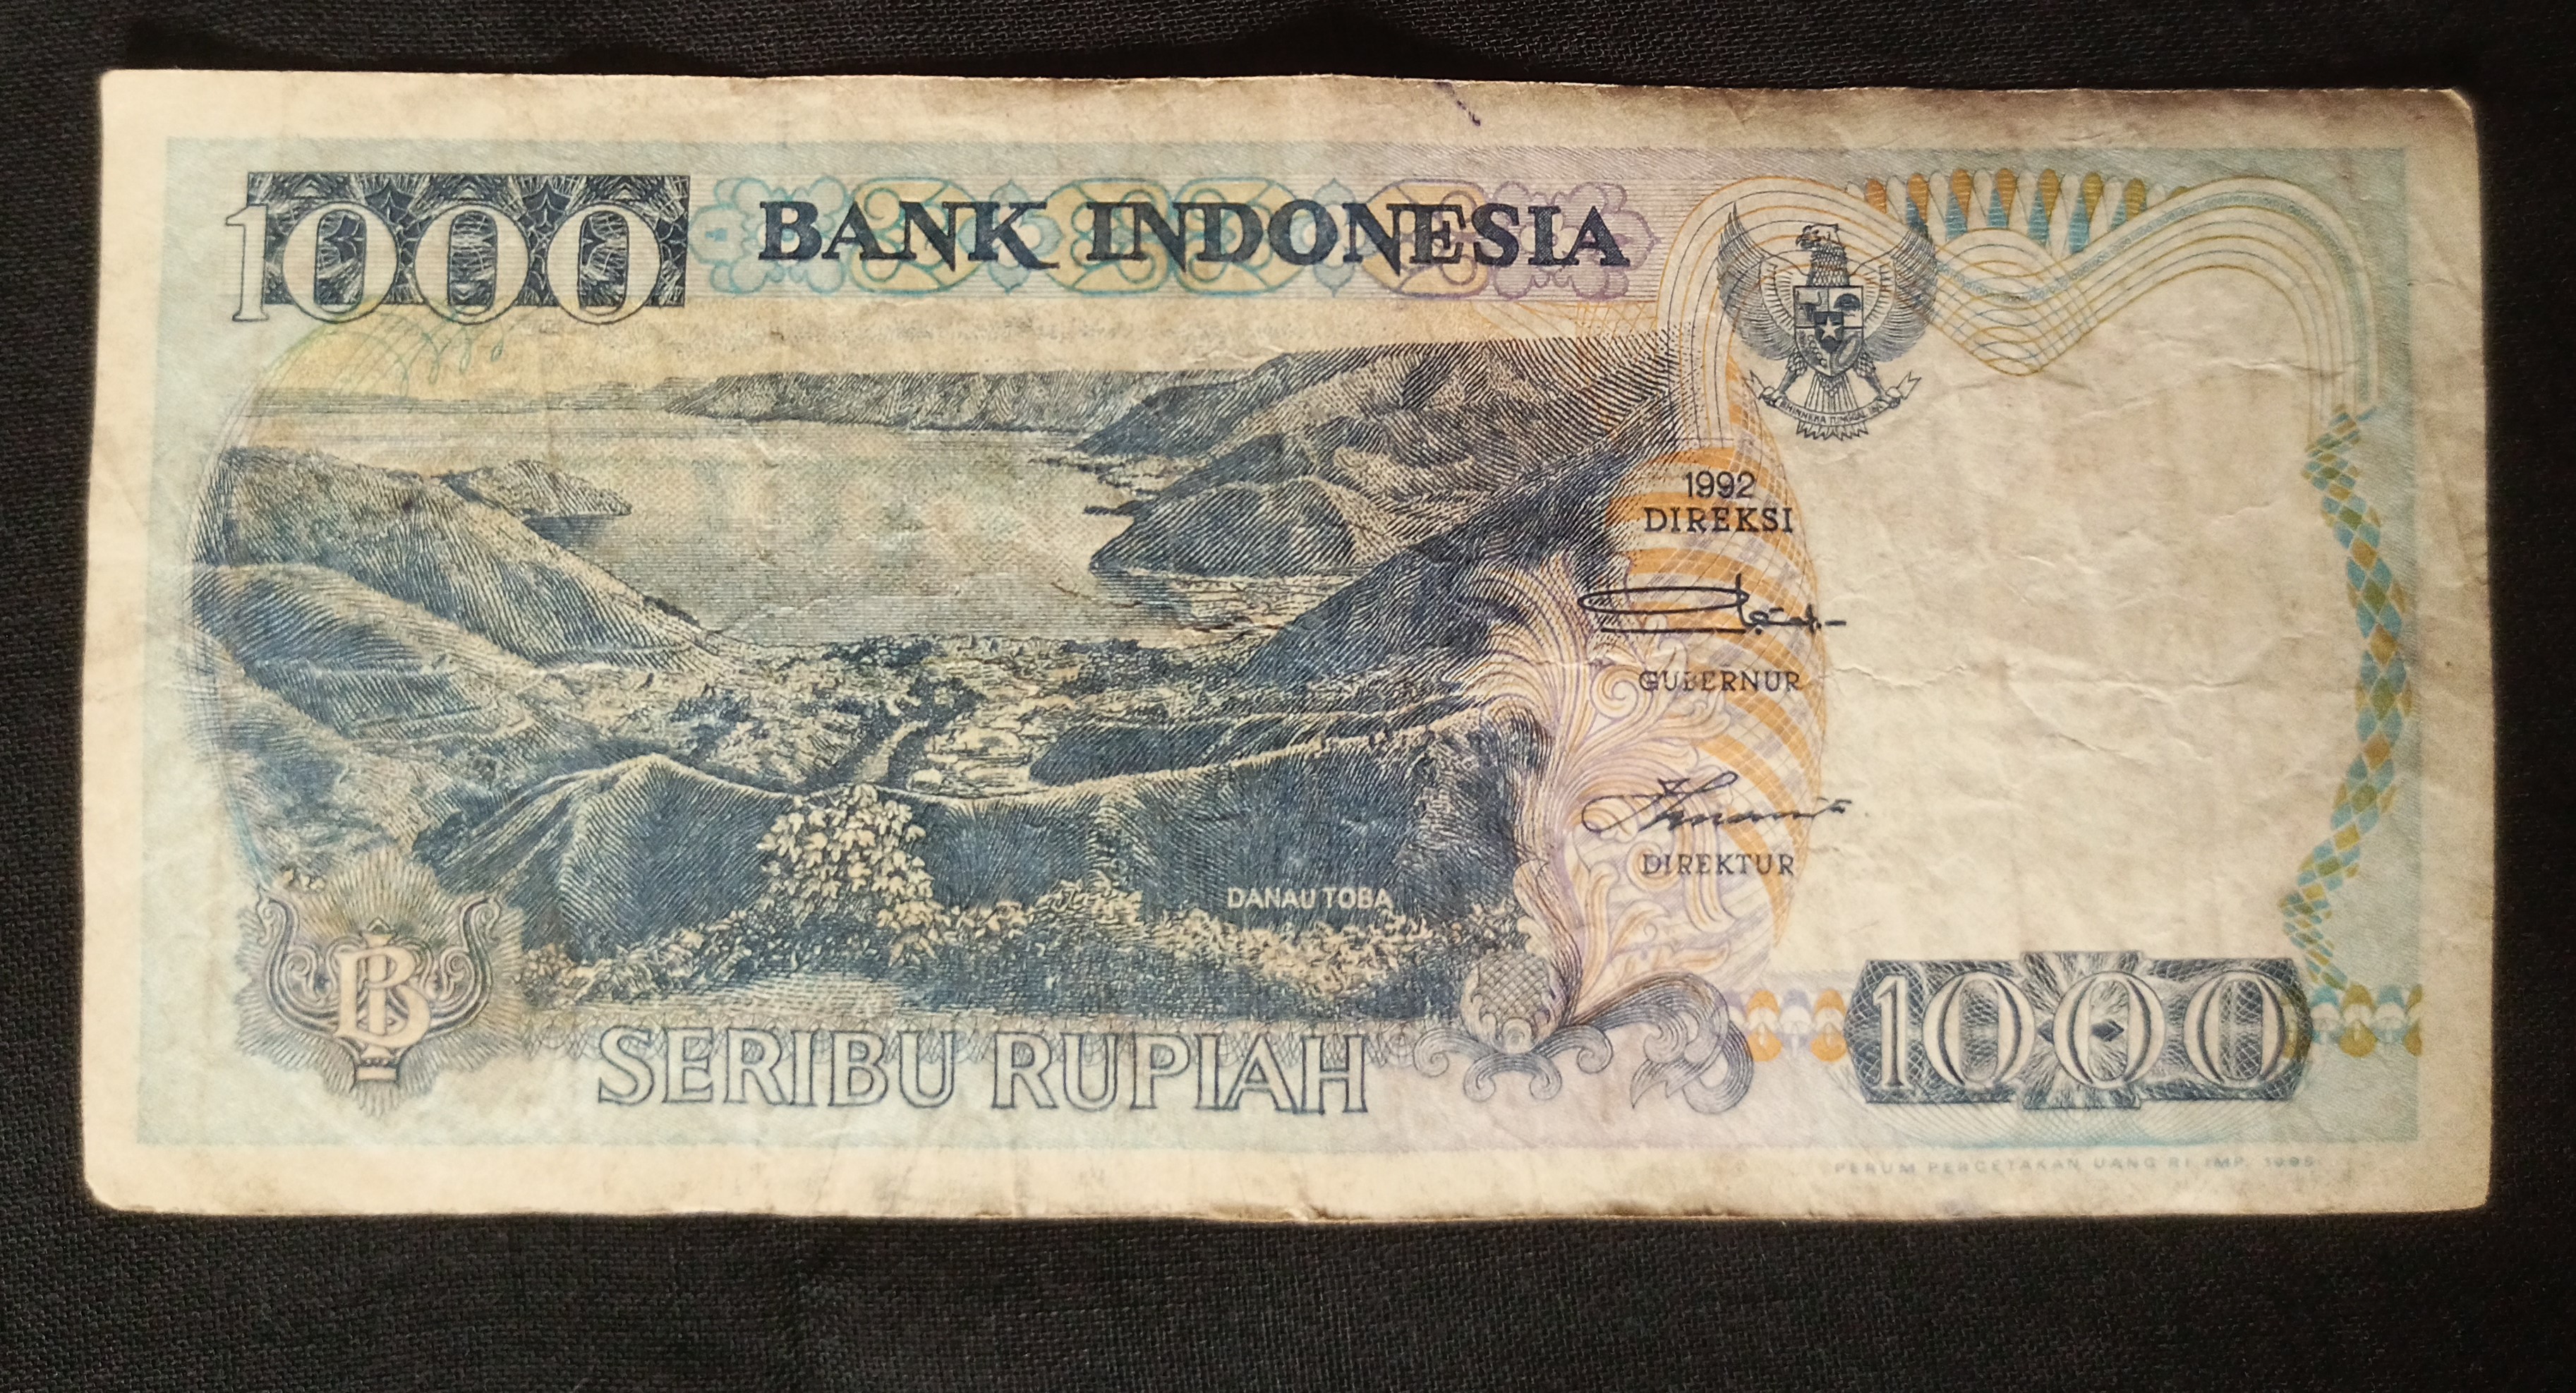 1000
BANK INDONESIA
BHINNEKA TUNGGAL IKA
1992
DIREKSI
GUBERNUR
DIREKTUR
DANAU TOBA
BI
SERIBU RUPIAH
1000
PERUM PERCETAKAN UANG RI IMP.